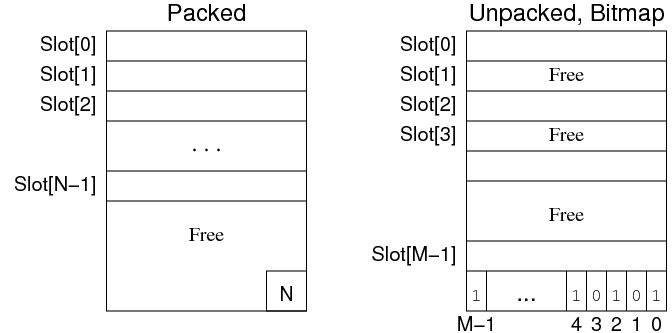 Packed
Slot[0]
Slot[1]
Slot[2]
. . .
Slot[N−1]
Free
N
Unpacked, Bitmap
Slot[0]
Slot[1] Free
Slot[2]
Slot[3] Free
Free
Slot[M−1]
1 ... 1 0 1 0 1
M−1 4 3 2 1 0